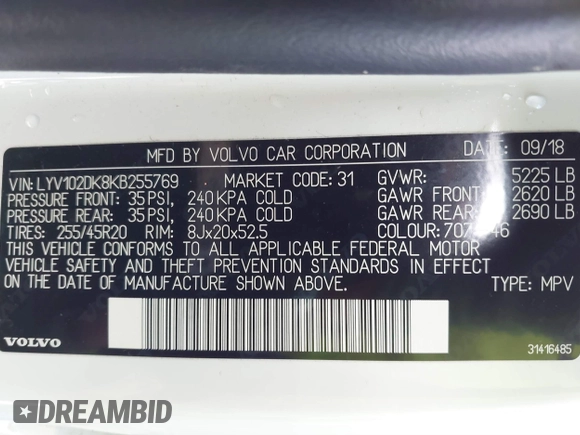 MFD BY VOLVO CAR CORPORATION DATE: 09/18
VIN: LYV102DK8KB255769 MARKET CODE: 31 GVWR: 5225 LB
PRESSURE FRONT: 35 PSI, 240 KPA COLD GAWR FRONT: 2620 LB
PRESSURE REAR: 35 PSI, 240 KPA COLD GAWR REAR: 2690 LB
TIRES: 255/45R20 RIM: 8Jx20x52.5 COLOUR:
THIS VEHICLE CONFORMS TO ALL APPLICABLE FEDERAL MOTOR
VEHICLE SAFETY AND THEFT PREVENTION STANDARDS IN EFFECT
ON THE DATE OF MANUFACTURE SHOWN ABOVE. TYPE: MPV
VOLVO 31416485
DREAMBID